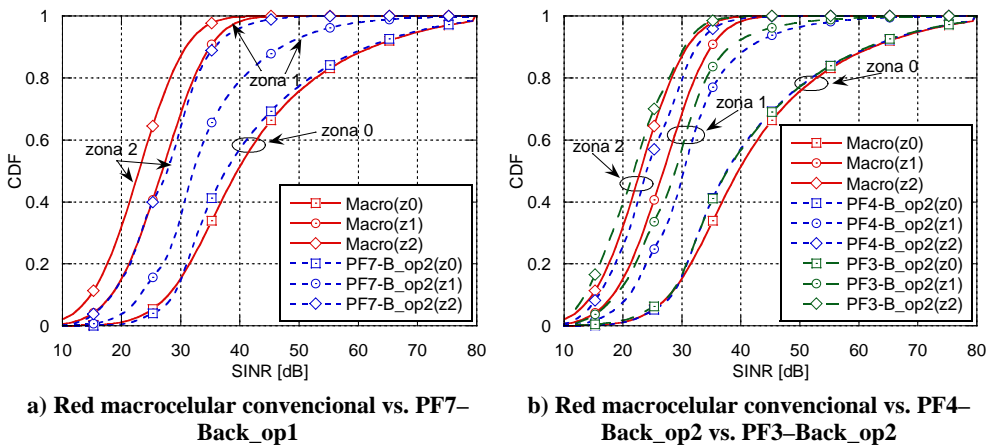 1
0.8
0.6
0.4
0.2
0
CDF
10 20 30 40 50 60 70 80
SINR [dB]
zona 1
zona 0
zona 2
Macro(z0)
Macro(z1)
Macro(z2)
PF7-B_op2(z0)
PF7-B_op2(z1)
PF7-B_op2(z2)
a) Red macrocelular convencional vs. PF7–
Back_op1
1
0.8
0.6
0.4
0.2
0
CDF
10 20 30 40 50 60 70 80
SINR [dB]
zona 0
zona 1
zona 2
Macro(z0)
Macro(z1)
Macro(z2)
PF4-B_op2(z0)
PF4-B_op2(z1)
PF4-B_op2(z2)
PF3-B_op2(z0)
PF3-B_op2(z1)
PF3-B_op2(z2)
b) Red macrocelular convencional vs. PF4–
Back_op2 vs. PF3–Back_op2